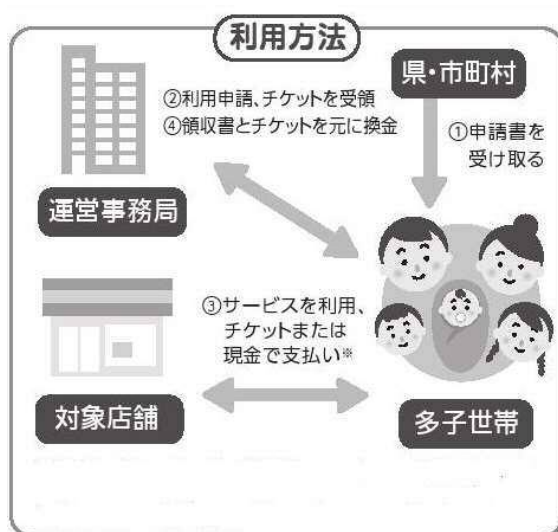 利用方法
県・市町村
②利用申請、チケットを受領
④領収書とチケットを元に換金
①申請書を
受け取る
運営事務局
③サービスを利用、
チケットまたは
現金で支払い※
対象店舗
多子世帯